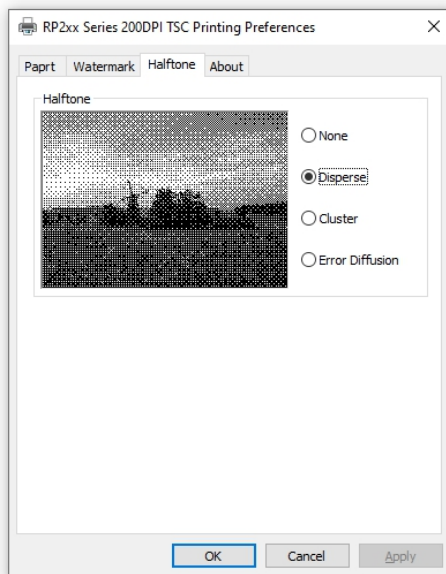 RP2xx Series 200DPI TSC Printing Preferences
Paprt Watermark Halftone About
Halftone
None
Disperse
Cluster
Error Diffusion
OK Cancel Apply